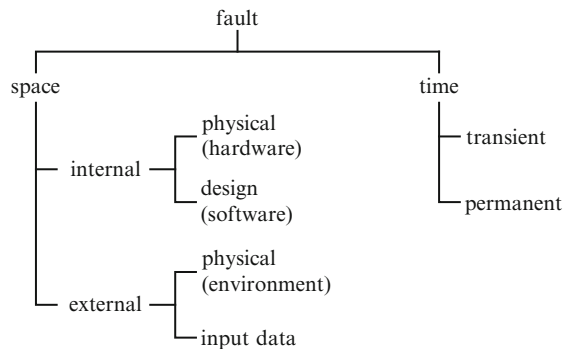 fault
space
time
internal
physical
(hardware)
design
(software)
external
physical
(environment)
input data
transient
permanent